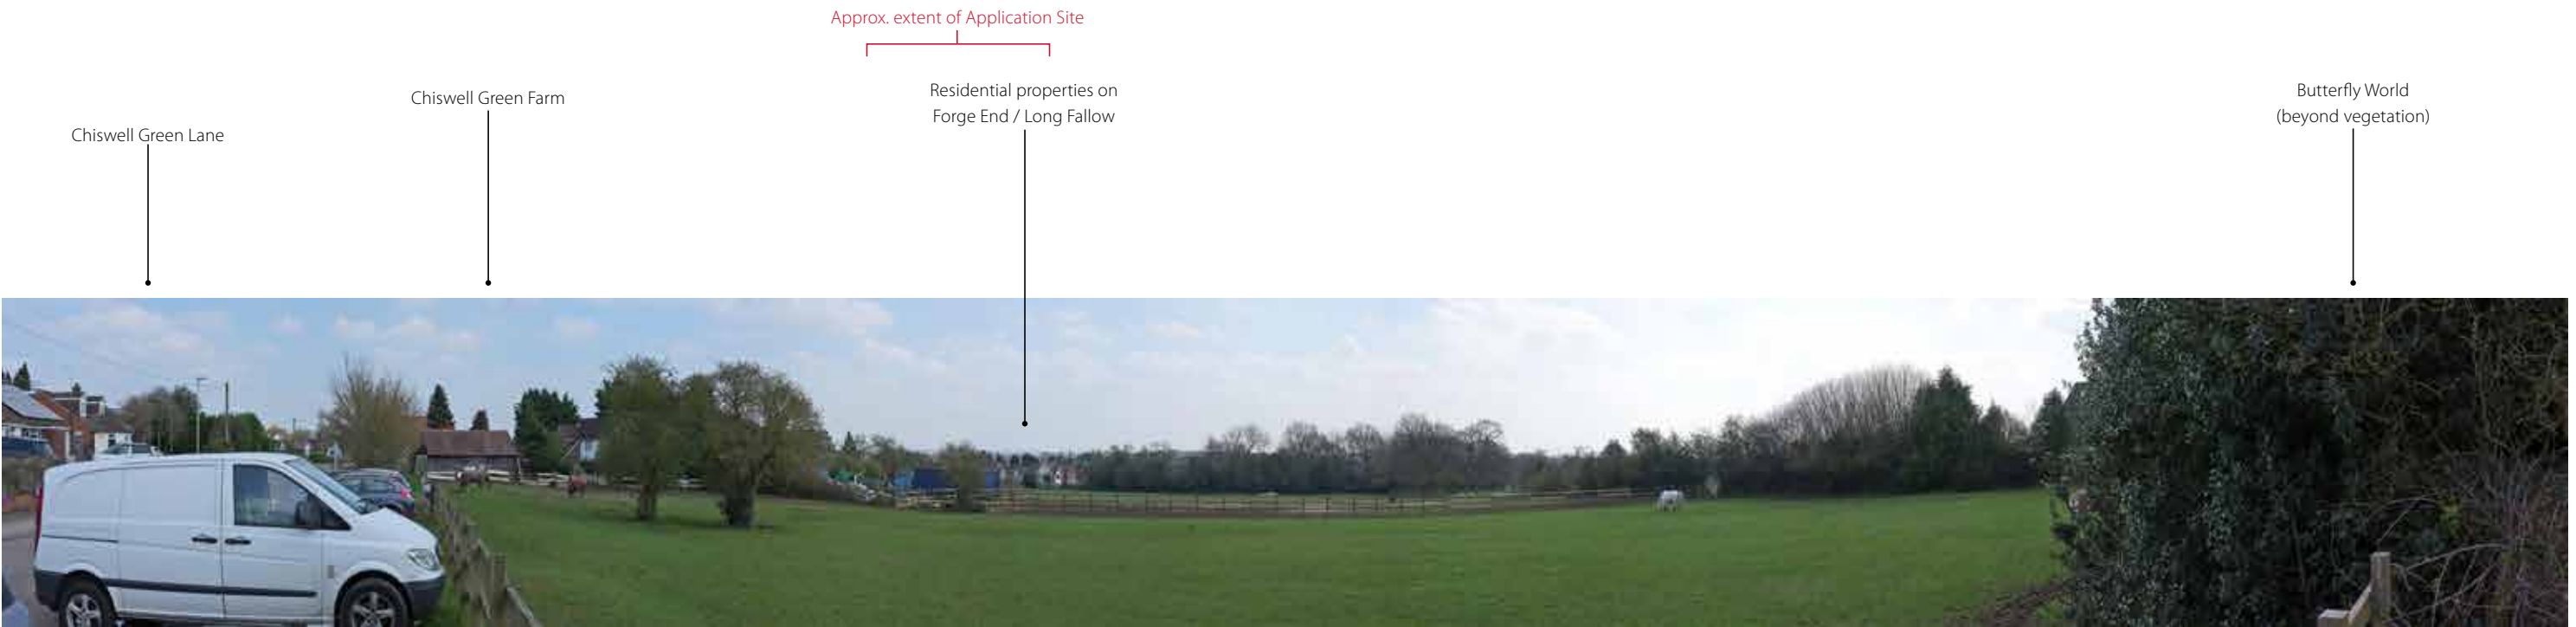 Approx. extent of Application Site
Residential properties on
Forge End / Long Fallow
Butterfly World
(beyond vegetation)
Chiswell Green Farm
Chiswell Green Lane